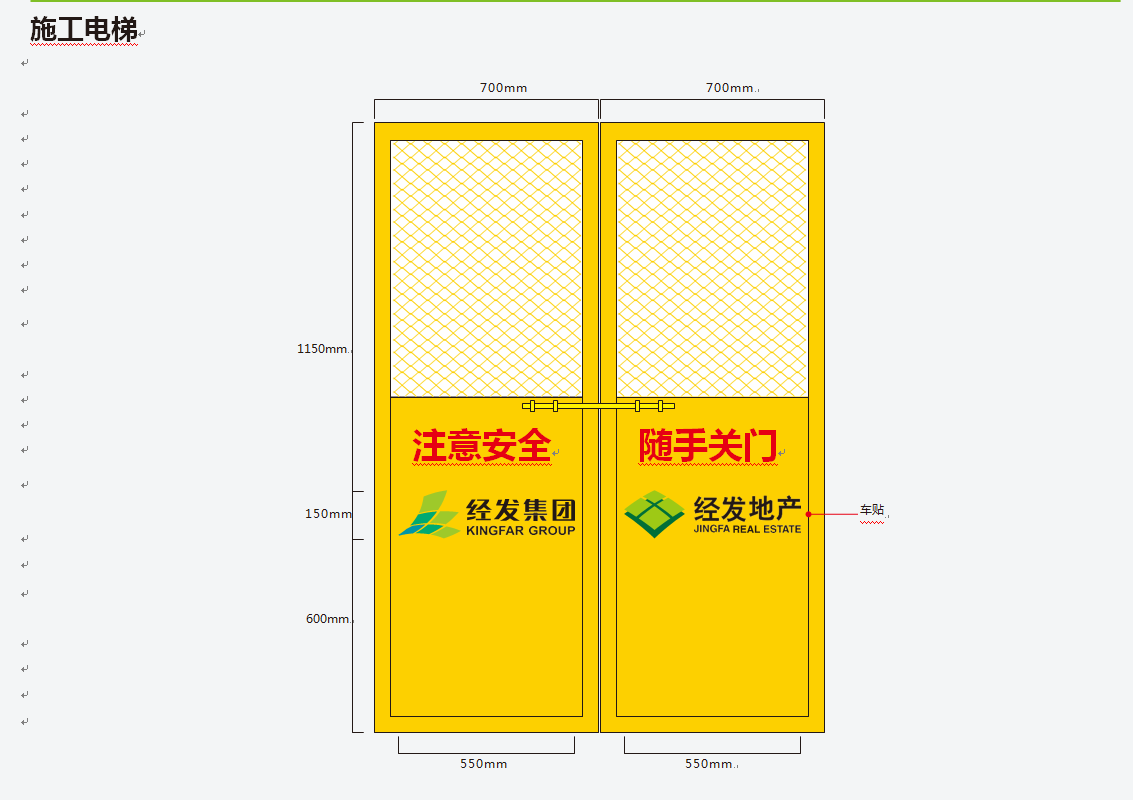 施工电梯
700mm
700mm
1150mm
注意安全
随手关门
经发集团
KINGFAR GROUP
经发地产
JINGFA REAL ESTATE
车贴
150mm
600mm
550mm
550mm